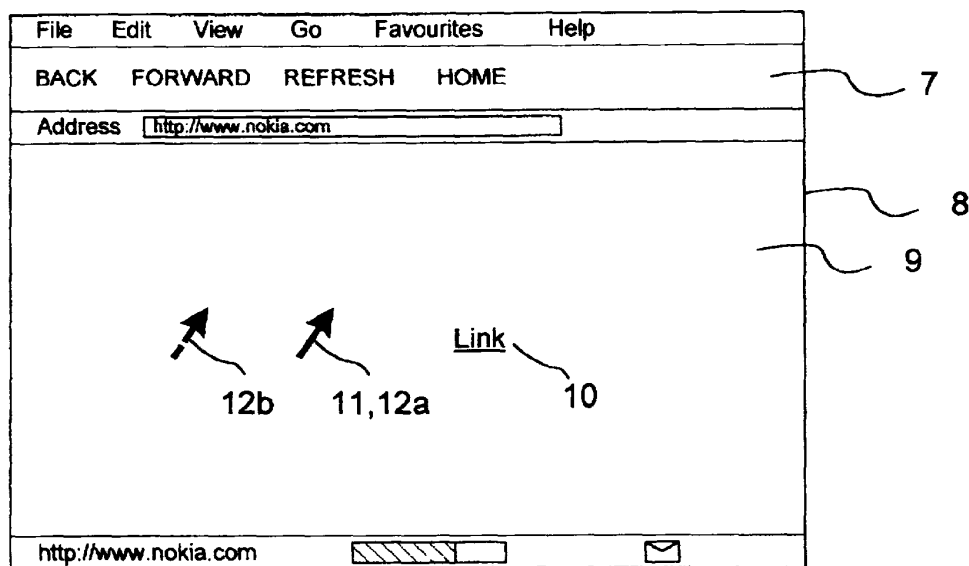 File Edit View Go Favourites Help
BACK FORWARD REFRESH HOME
7
Address http://www.nokia.com
8
9
Link
12b 11,12a 10
http://www.nokia.com